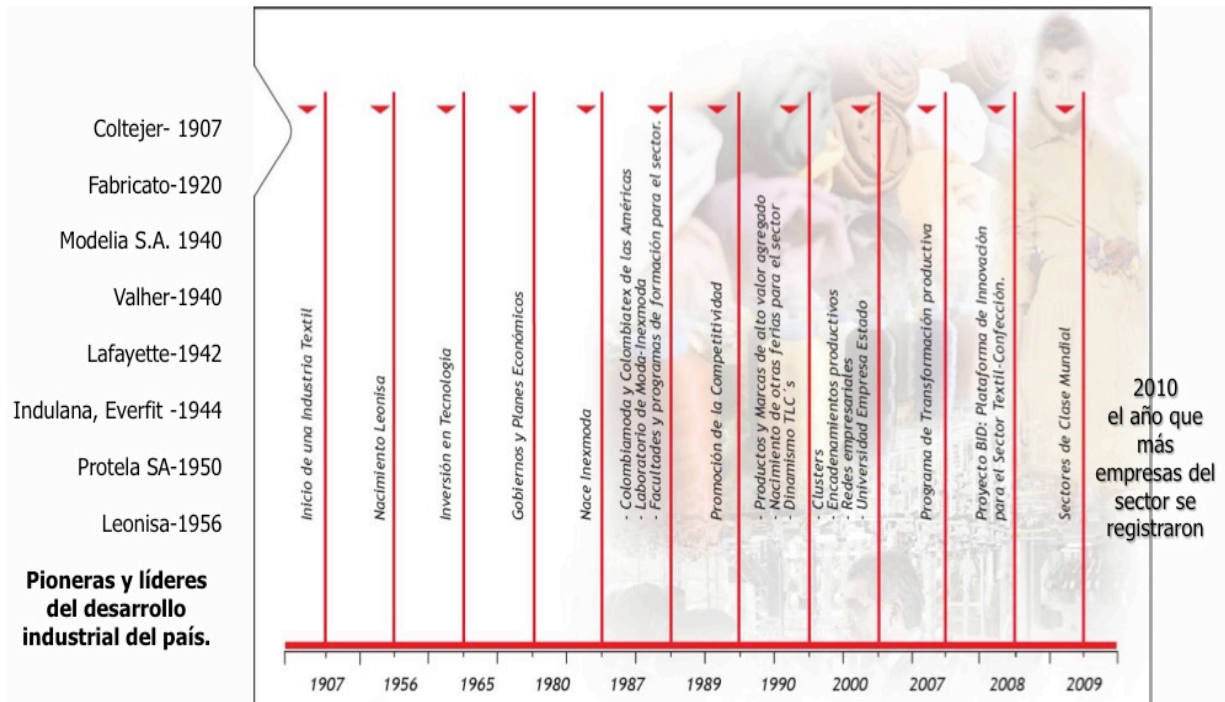 Coltejer- 1907
Fabricato-1920
Modelia S.A. 1940
Valher-1940
Lafayette-1942
Indulana, Everfit -1944
Protela SA-1950
Leonisa-1956
Pioneras y líderes
del desarrollo
industrial del país.
Inicio de una Industria Textil
Nacimiento Leonisa
Inversión en Tecnología
Gobiernos y Planes Económicos
Nace Inexmoda
- Colombiamoda y Colombiatex de las Américas
- Laboratorio de Moda-Inexmoda
- Facultades y programas de formación para el sector.
Promoción de la Competitividad
- Productos y Marcas de alto valor agregado
- Nacimiento de otras ferias para el sector
- Dinamismo TLC´s
- Clusters
- Encadenamientos productivos
- Redes empresariales
- Universidad Empresa Estado
Programa de Transformación productiva
Proyecto BID: Plataforma de Innovación
para el Sector Textil-Confección.
Sectores de Clase Mundial
2010
el año que
más
empresas del
sector se
registraron
1907
1956
1965
1980
1987
1989
1990
2000
2007
2008
2009